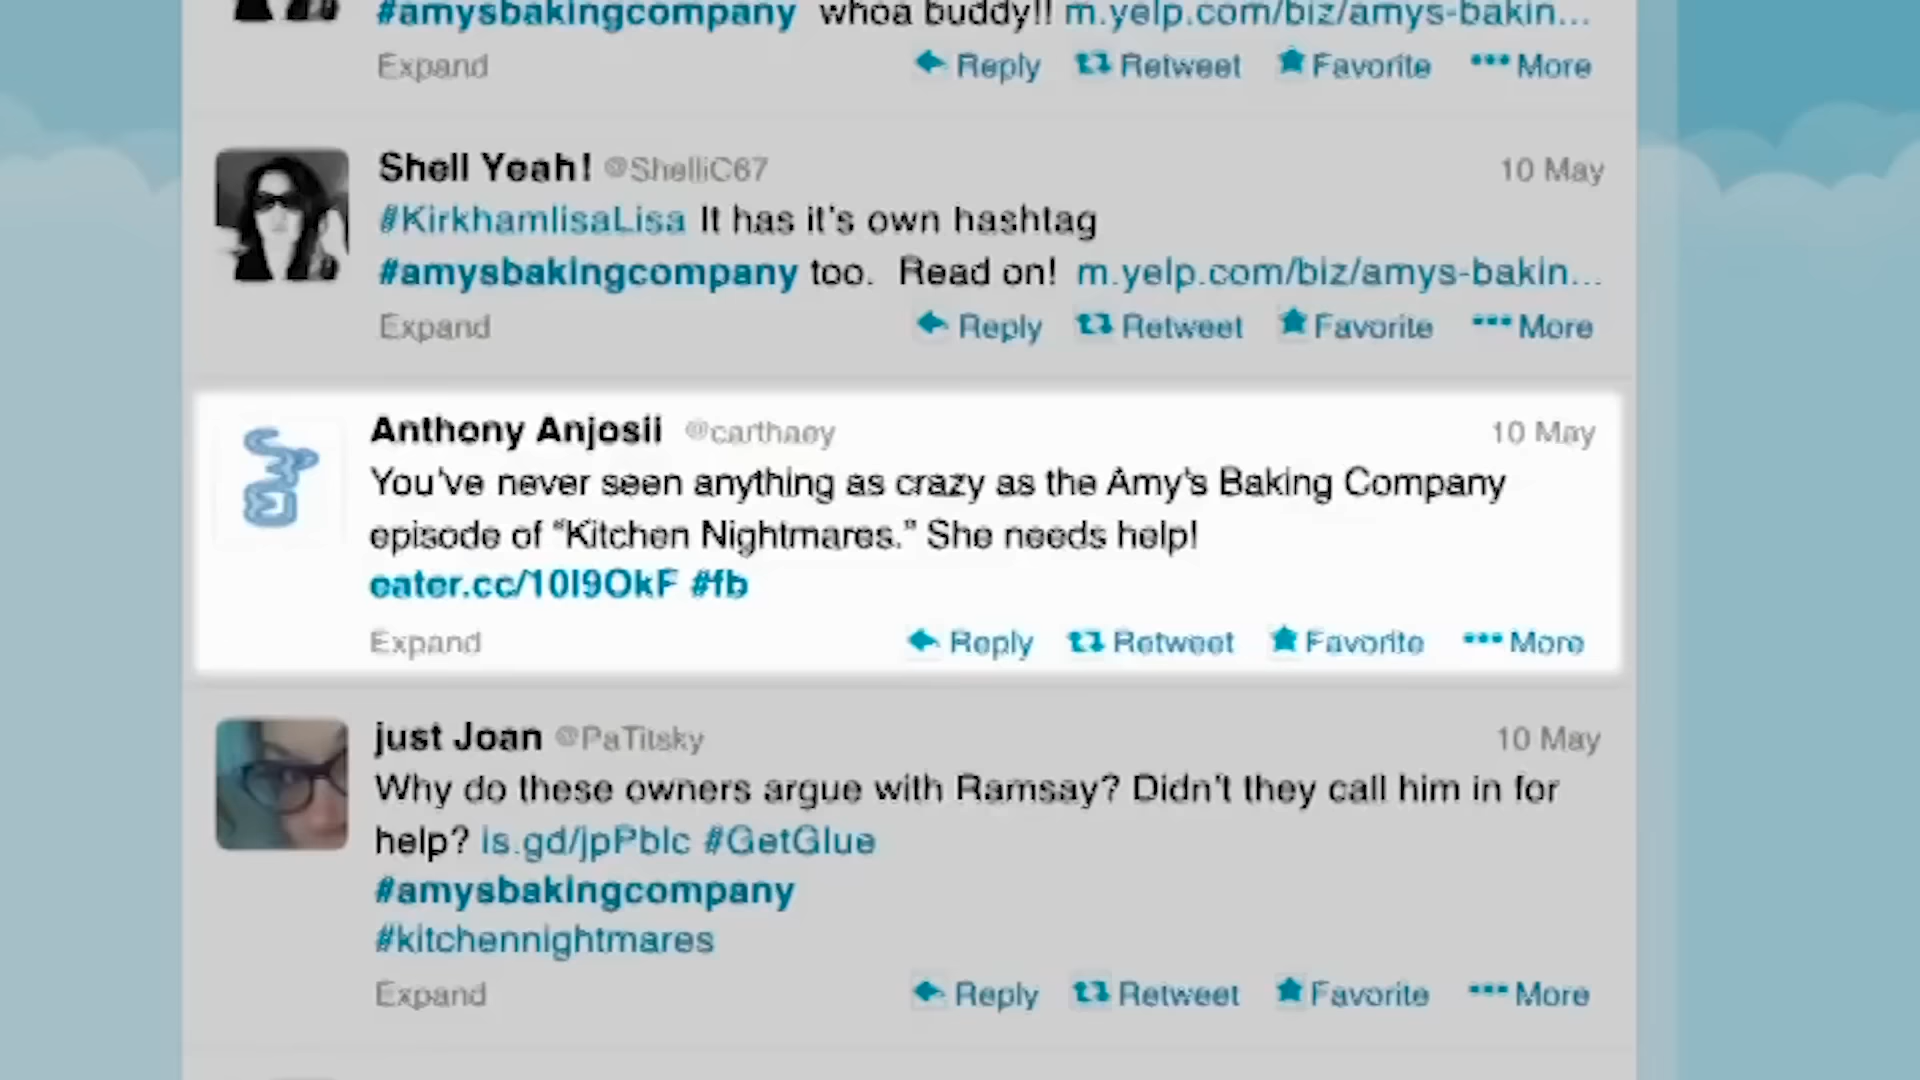 #amysbakingcompany whoa buddy!! m.yelp.com/biz/amys-bakin...
Expand Reply Retweet Favorite More
Shell Yeah! @ShelliC67 10 May
#KirkhamlisaLisa It has it's own hashtag
#amysbakingcompany too. Read on! m.yelp.com/biz/amys-bakin...
Expand Reply Retweet Favorite More
Anthony Anjosii @carthaey 10 May
You've never seen anything as crazy as the Amy's Baking Company
episode of "Kitchen Nightmares." She needs help!
eater.cc/10l9OkF #fb
Expand Reply Retweet Favorite More
just Joan @PaTitsky 10 May
Why do these owners argue with Ramsay? Didn't they call him in for
help? is.gd/jpPblc #GetGlue
#amysbakingcompany
#kitchennightmares
Expand Reply Retweet Favorite More